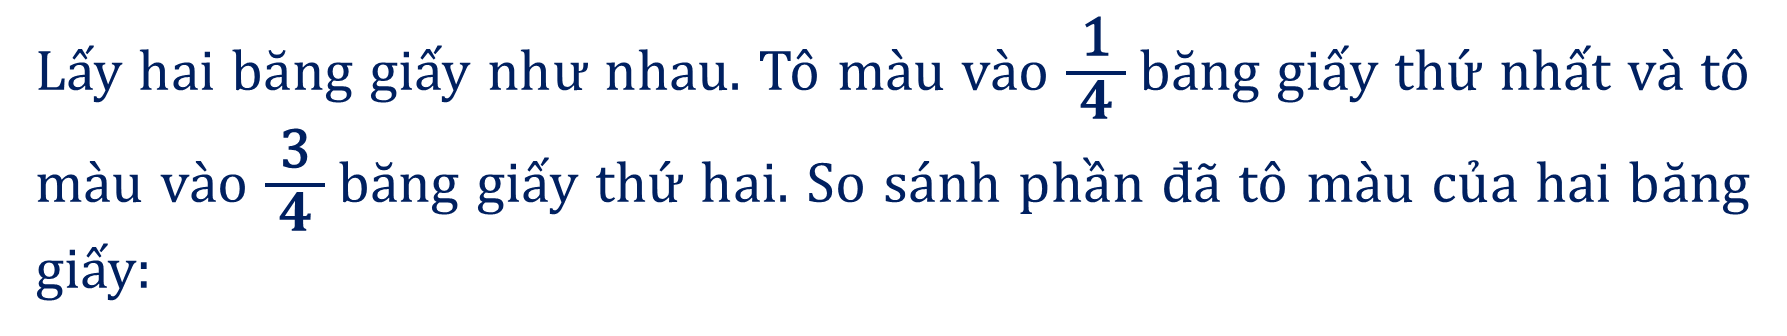 Lấy hai băng giấy như nhau. Tô màu vào 1/4 băng giấy thứ nhất và tô
màu vào 3/4 băng giấy thứ hai. So sánh phần đã tô màu của hai băng
giấy: